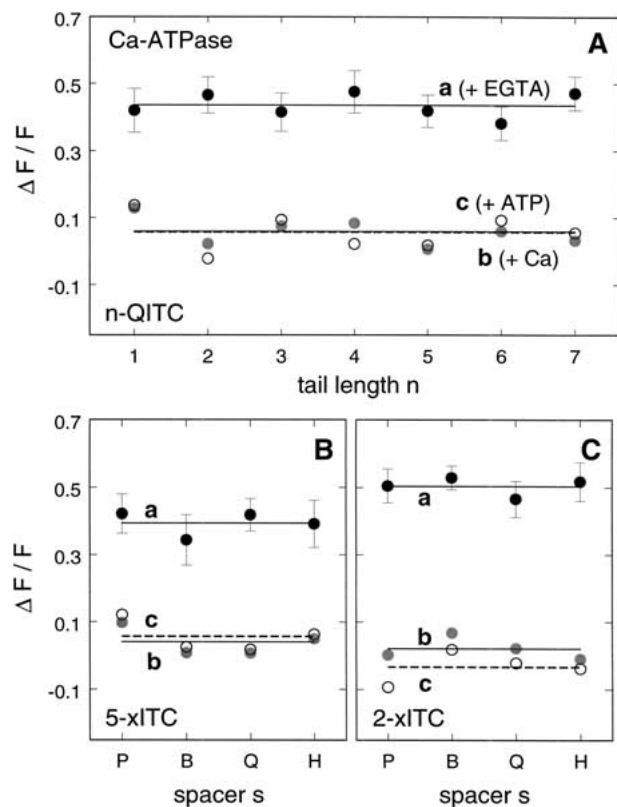 Ca-ATPase A
0.7
a (+ EGTA)
0.5
0.3
Δ F / F
c (+ ATP)
0.1
b (+ Ca)
-0.1
n-QITC
1 2 3 4 5 6 7
tail length n
0.7
B
0.5
a
0.3
Δ F / F
c
0.1
b
-0.1
5-xITC
P B Q H
spacer s
C
a
b
c
2-xITC
P B Q H
spacer s